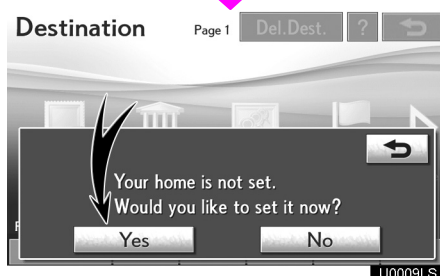 Destination Page 1 Del.Dest. ?
Your home is not set.
Would you like to set it now?
Yes No
U0009LS